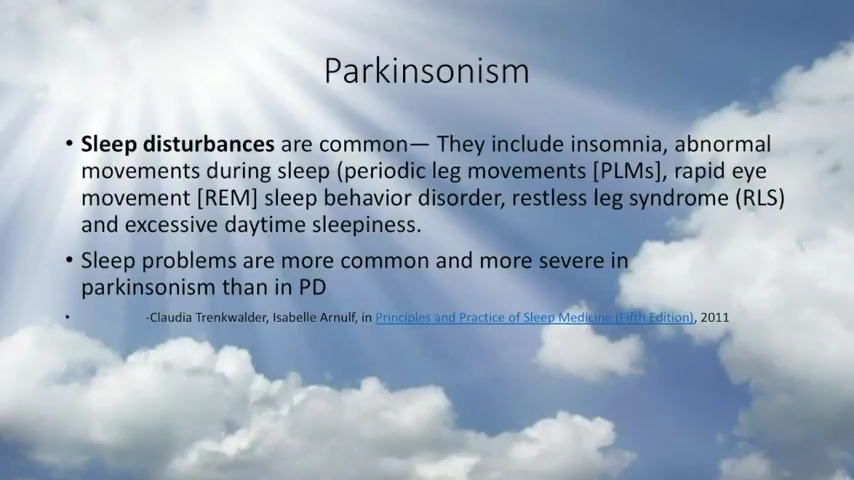 Parkinsonism
• Sleep disturbances are common— They include insomnia, abnormal
movements during sleep (periodic leg movements [PLMs], rapid eye
movement [REM] sleep behavior disorder, restless leg syndrome (RLS)
and excessive daytime sleepiness.
• Sleep problems are more common and more severe in
parkinsonism than in PD
• -Claudia Trenkwalder, Isabelle Arnulf, in Principles and Practice of Sleep Medicine (Fifth Edition), 2011